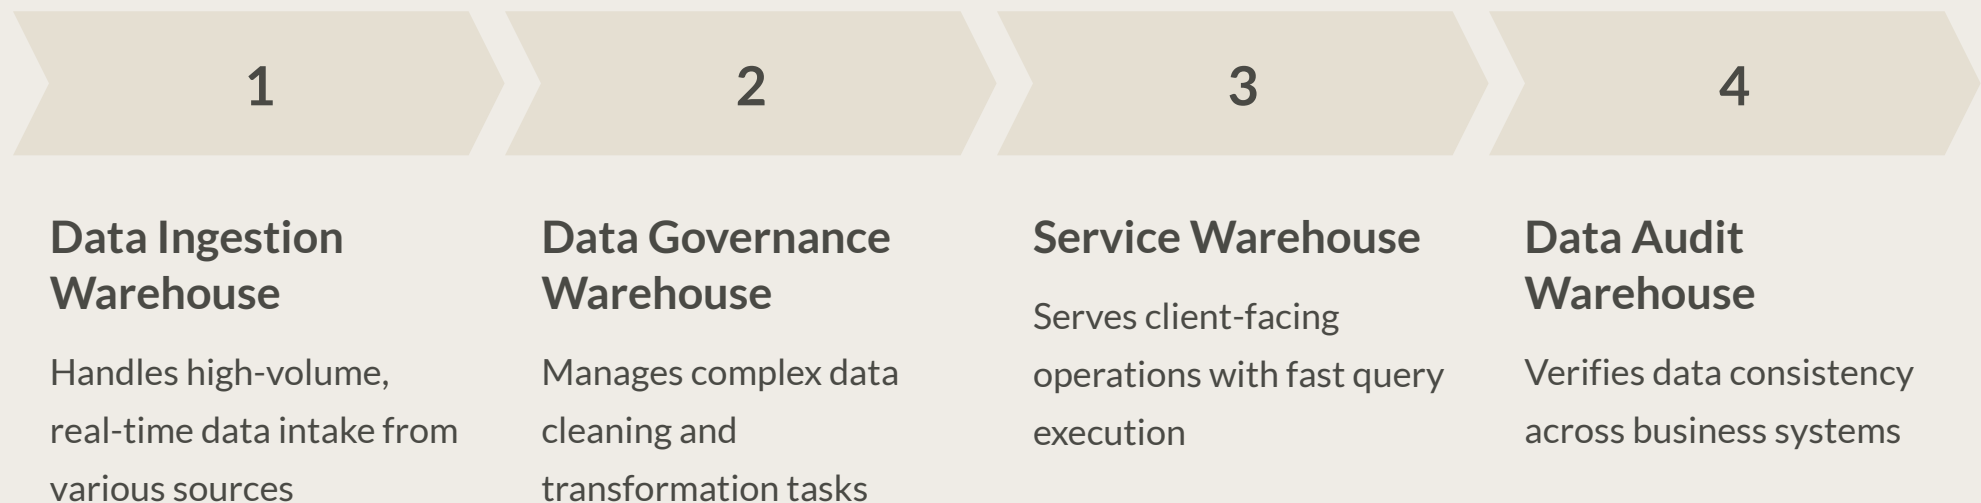 1
2
3
4
Data Ingestion
Warehouse
Handles high-volume,
real-time data intake from
various sources
Data Governance
Warehouse
Manages complex data
cleaning and
transformation tasks
Service Warehouse
Serves client-facing
operations with fast query
execution
Data Audit
Warehouse
Verifies data consistency
across business systems